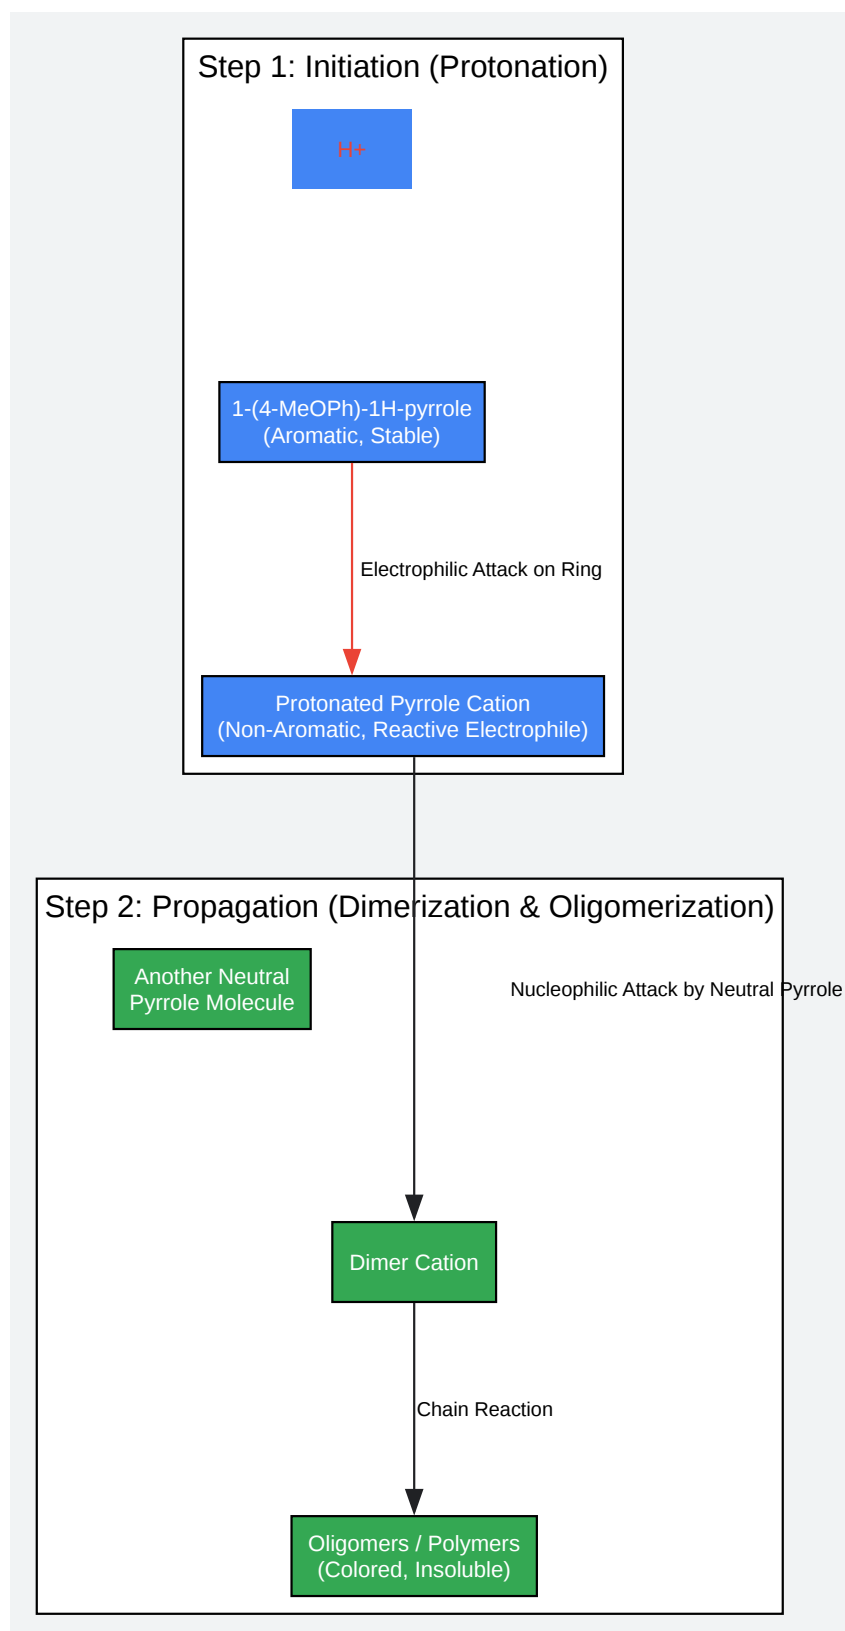 Step 1: Initiation (Protonation)
H+
1-(4-MeOPh)-1H-pyrrole
(Aromatic, Stable)
Electrophilic Attack on Ring
Protonated Pyrrole Cation
(Non-Aromatic, Reactive Electrophile)
Step 2: Propagation (Dimerization & Oligomerization)
Another Neutral
Pyrrole Molecule
Nucleophilic Attack by Neutral Pyrrole
Dimer Cation
Chain Reaction
Oligomers / Polymers
(Colored, Insoluble)